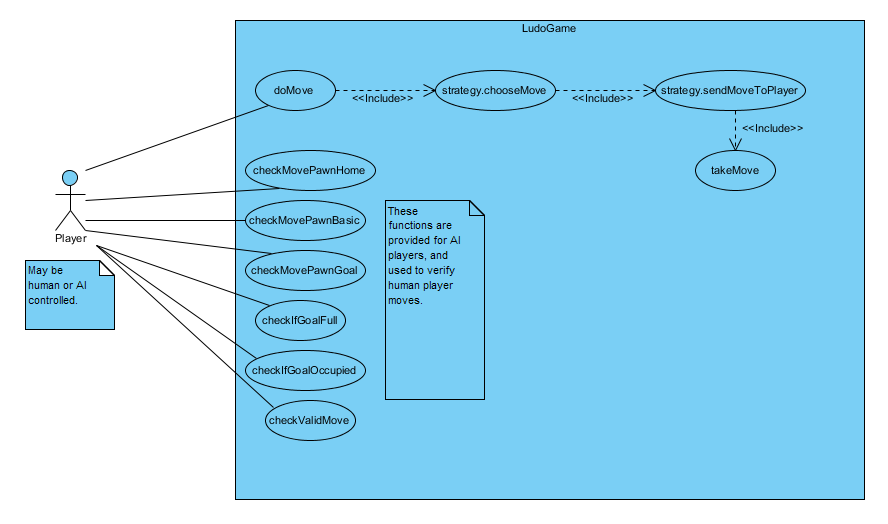 LudoGame
doMove
<<Include>>
strategy.chooseMove
<<Include>>
strategy.sendMoveToPlayer
<<Include>>
takeMove
checkMovePawnHome
checkMovePawnBasic
checkMovePawnGoal
checkIfGoalFull
checkIfGoalOccupied
checkValidMove
These
functions are
provided for AI
players, and
used to verify
human player
moves.
Player
May be
human or AI
controlled.